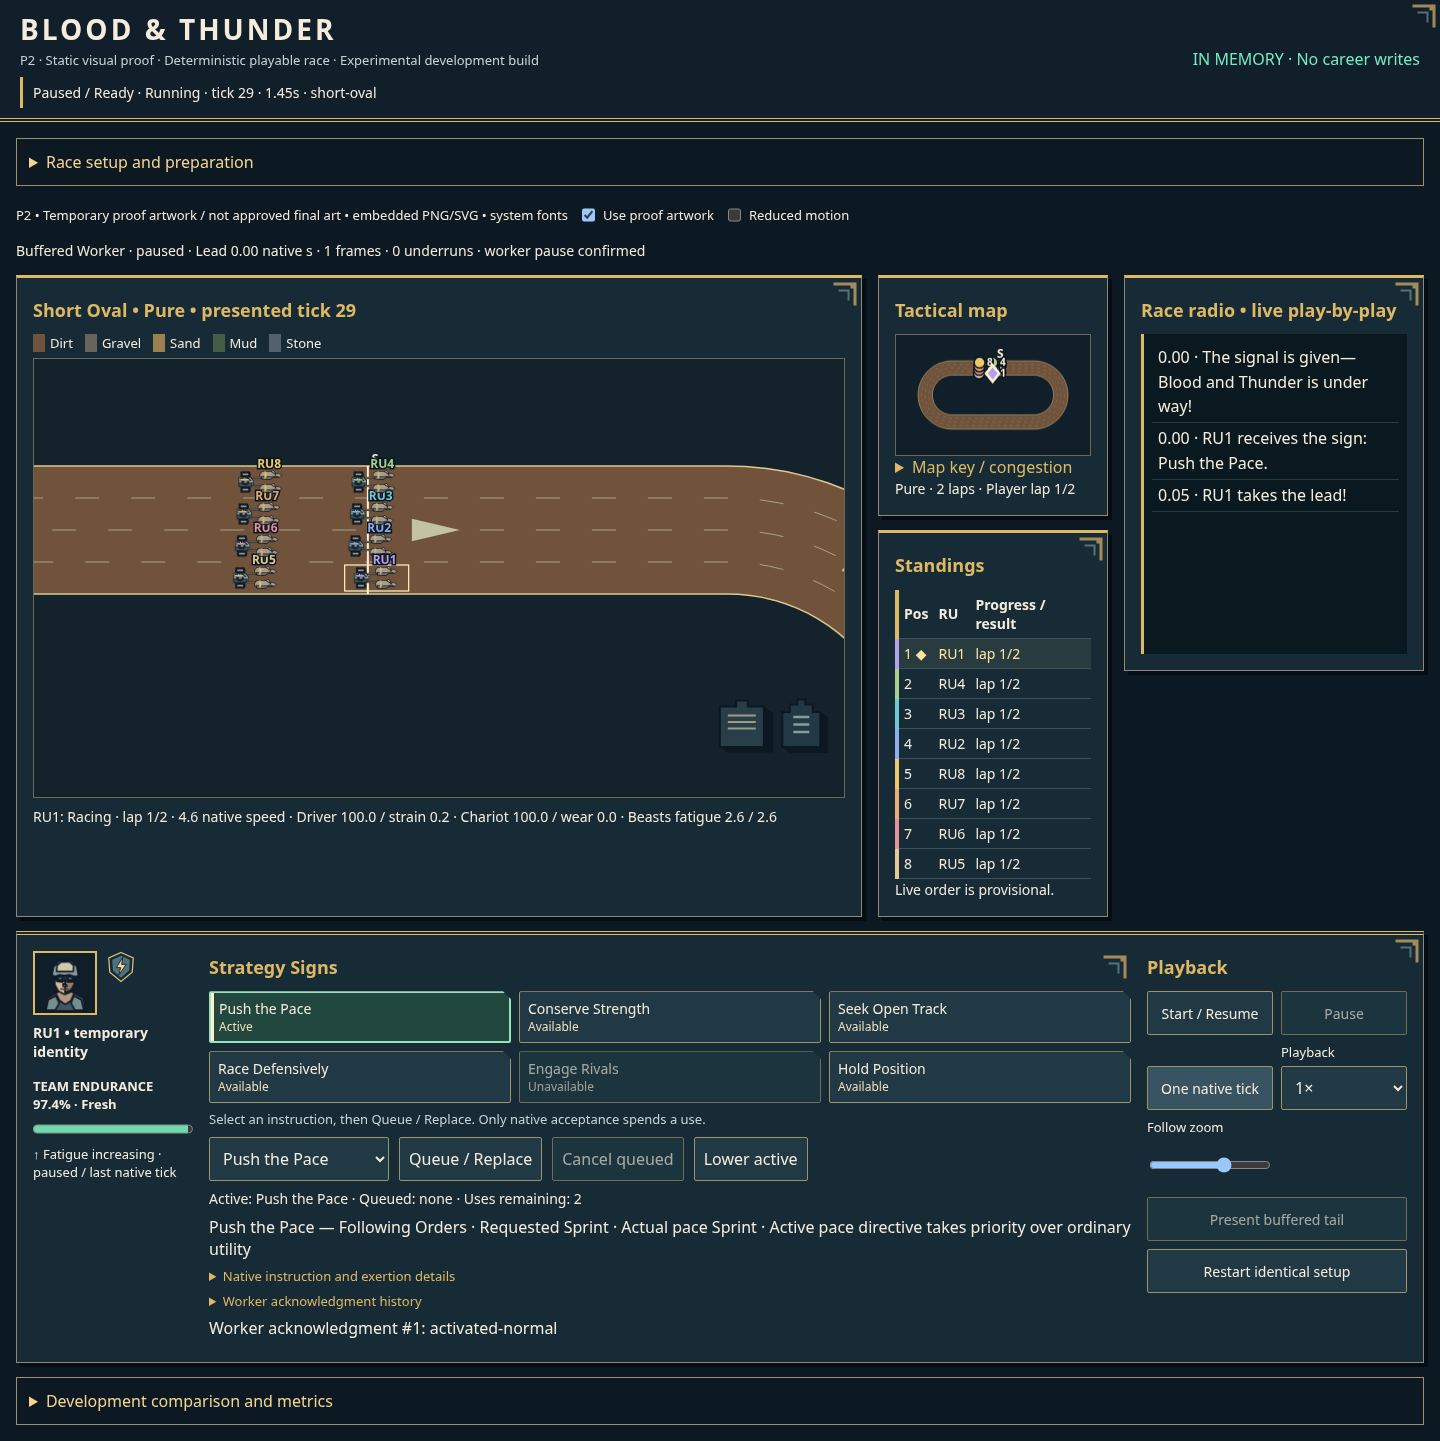 BLOOD & THUNDER
P2 · Static visual proof · Deterministic playable race · Experimental development build
IN MEMORY · No career writes
Paused / Ready · Running · tick 29 · 1.45s · short-oval
Race setup and preparation
P2 • Temporary proof artwork / not approved final art • embedded PNG/SVG • system fonts
Use proof artwork
Reduced motion
Buffered Worker · paused · Lead 0.00 native s · 1 frames · 0 underruns · worker pause confirmed
Short Oval • Pure • presented tick 29
Dirt
Gravel
Sand
Mud
Stone
RU8
RU4
RU7
RU3
RU6
RU2
RU5
RU1
RU1: Racing · lap 1/2 · 4.6 native speed · Driver 100.0 / strain 0.2 · Chariot 100.0 / wear 0.0 · Beasts fatigue 2.6 / 2.6
Tactical map
S
8
4
1
Map key / congestion
Pure · 2 laps · Player lap 1/2
Standings
Pos RU Progress /
result
1 ◆ RU1 lap 1/2
2 RU4 lap 1/2
3 RU3 lap 1/2
4 RU2 lap 1/2
5 RU8 lap 1/2
6 RU7 lap 1/2
7 RU6 lap 1/2
8 RU5 lap 1/2
Live order is provisional.
Race radio • live play-by-play
0.00 · The signal is given—
Blood and Thunder is under
way!
0.00 · RU1 receives the sign:
Push the Pace.
0.05 · RU1 takes the lead!
RU1 • temporary
identity
TEAM ENDURANCE
97.4% · Fresh
↑ Fatigue increasing ·
paused / last native tick
Strategy Signs
Push the Pace
Active
Conserve Strength
Available
Seek Open Track
Available
Race Defensively
Available
Engage Rivals
Unavailable
Hold Position
Available
Select an instruction, then Queue / Replace. Only native acceptance spends a use.
Push the Pace
Queue / Replace
Cancel queued
Lower active
Active: Push the Pace · Queued: none · Uses remaining: 2
Push the Pace — Following Orders · Requested Sprint · Actual pace Sprint · Active pace directive takes priority over ordinary
utility
Native instruction and exertion details
Worker acknowledgment history
Worker acknowledgment #1: activated-normal
Playback
Start / Resume
Pause
Playback
One native tick
1×
Follow zoom
Present buffered tail
Restart identical setup
Development comparison and metrics